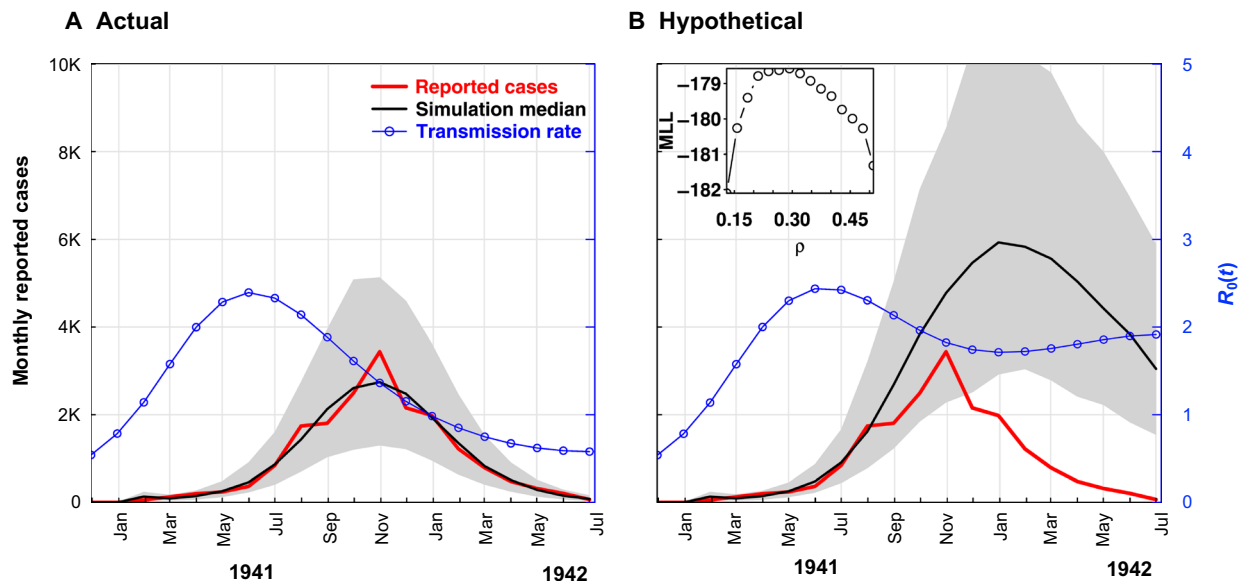 A Actual
B Hypothetical
10K
8K
6K
4K
2K
0
Monthly reported cases
Reported cases
Simulation median
Transmission rate
Jan
Mar
May
Jul
Sep
Nov
Jan
Mar
May
Jul
1941
1942
−179
−180
−181
−182
MLL
0.15
0.30
0.45
ρ
5
4
3
2
1
0
R0(t)
Jan
Mar
May
Jul
Sep
Nov
Jan
Mar
May
Jul
1941
1942